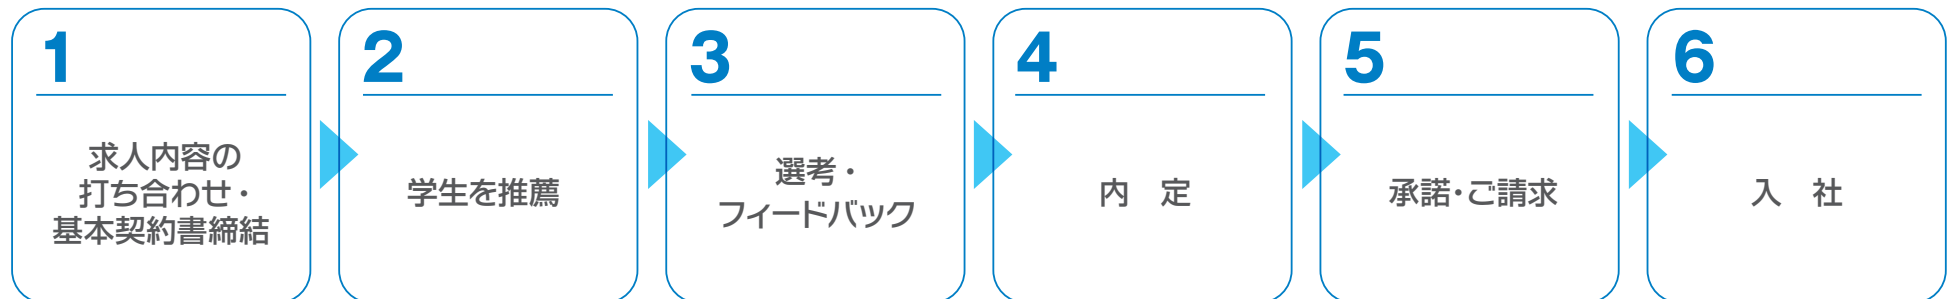 1
求人内容の
打ち合わせ・
基本契約書締結
2
学生を推薦
3
選考・
フィードバック
4
内　定
5
承諾・ご請求
6
入　社